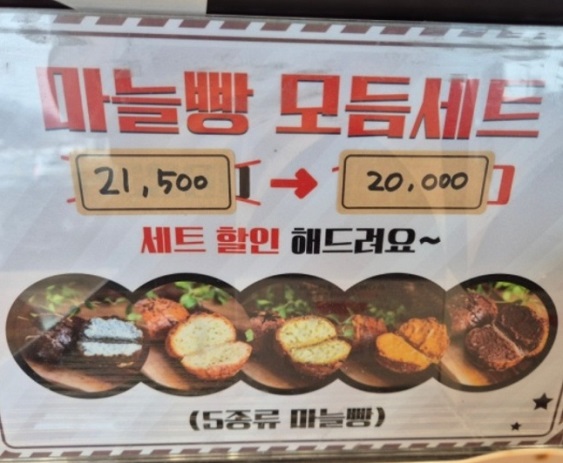 마늘빵 모듬세트
21,500 → 20,000
세트 할인 해드려요~
(5종류 마늘빵)